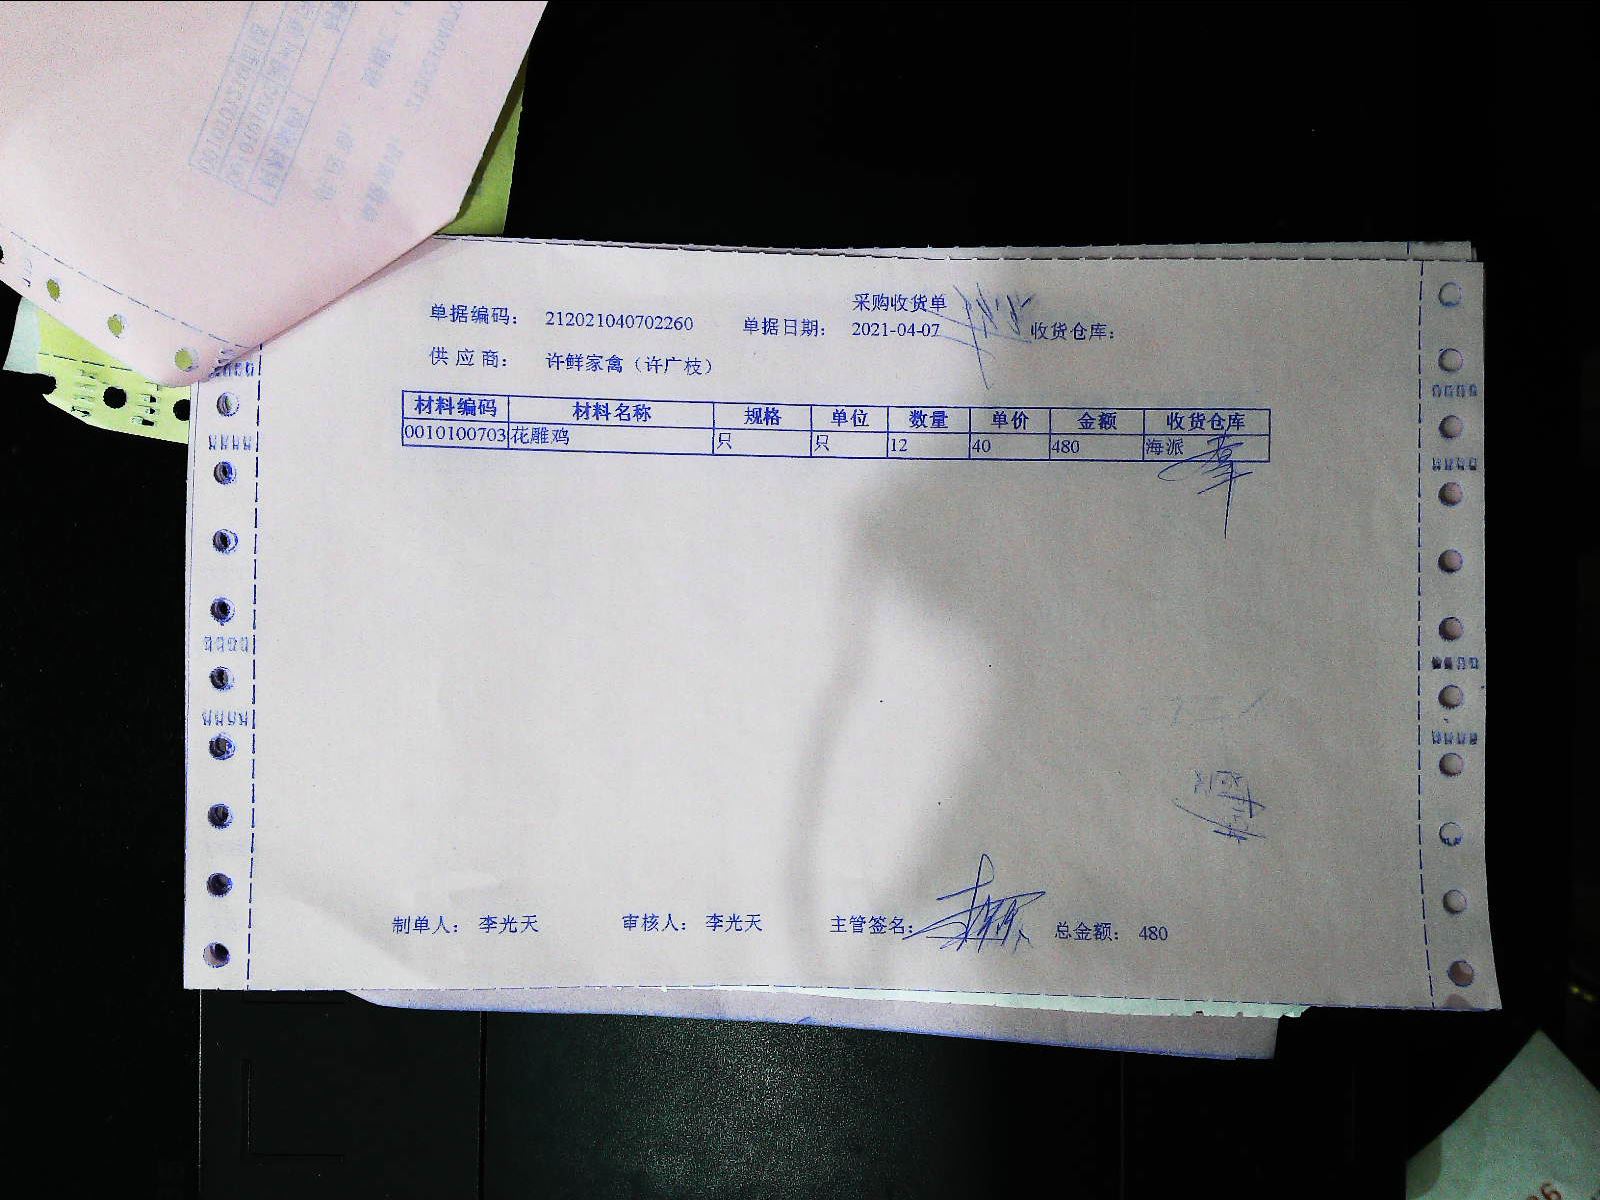 采购收货单
单据编码： 212021040702260 单据日期： 2021-04-07 收货仓库：
供 应 商： 许鲜家禽（许广枝）
材料编码 材料名称 规格 单位 数量 单价 金额 收货仓库
0010100703 花雕鸡 只 只 12 40 480 海派
制单人： 李光天 审核人： 李光天 主管签名： 总金额： 480